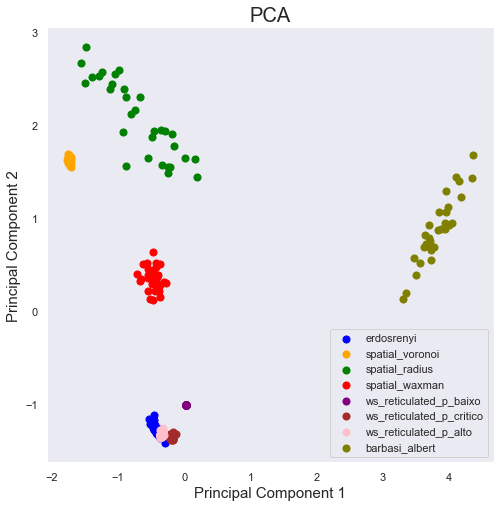 PCA
3
2
1
0
−1
Principal Component 2
−2
−1
0
1
2
3
4
Principal Component 1
erdosrenyi
spatial_voronoi
spatial_radius
spatial_waxman
ws_reticulated_p_baixo
ws_reticulated_p_critico
ws_reticulated_p_alto
barbasi_albert